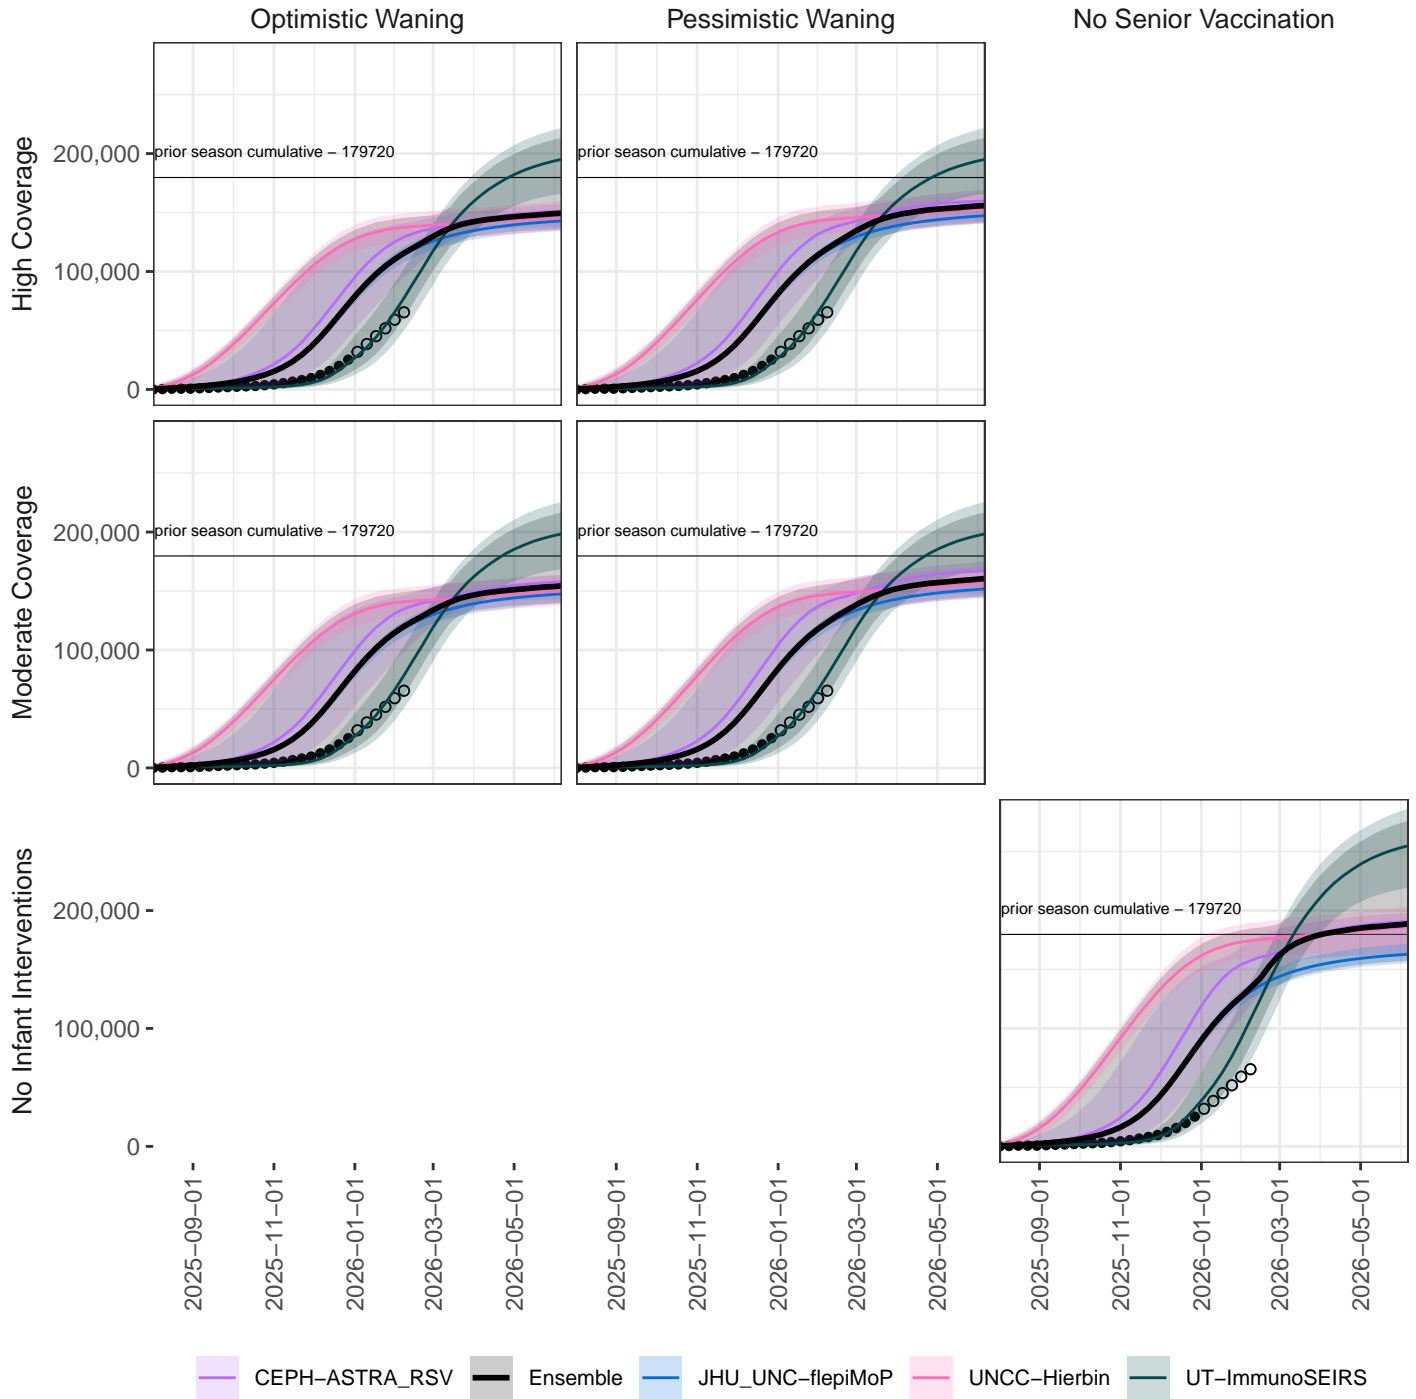 Optimistic Waning
Pessimistic Waning
No Senior Vaccination
High Coverage
200,000
100,000
0
prior season cumulative – 179720
prior season cumulative – 179720
Moderate Coverage
200,000
100,000
0
prior season cumulative – 179720
prior season cumulative – 179720
No Infant Interventions
200,000
100,000
0
prior season cumulative – 179720
2025–09–01
2025–11–01
2026–01–01
2026–03–01
2026–05–01
2025–09–01
2025–11–01
2026–01–01
2026–03–01
2026–05–01
2025–09–01
2025–11–01
2026–01–01
2026–03–01
2026–05–01
CEPH–ASTRA_RSV
Ensemble
JHU_UNC–flepiMoP
UNCC–Hierbin
UT–ImmunoSEIRS